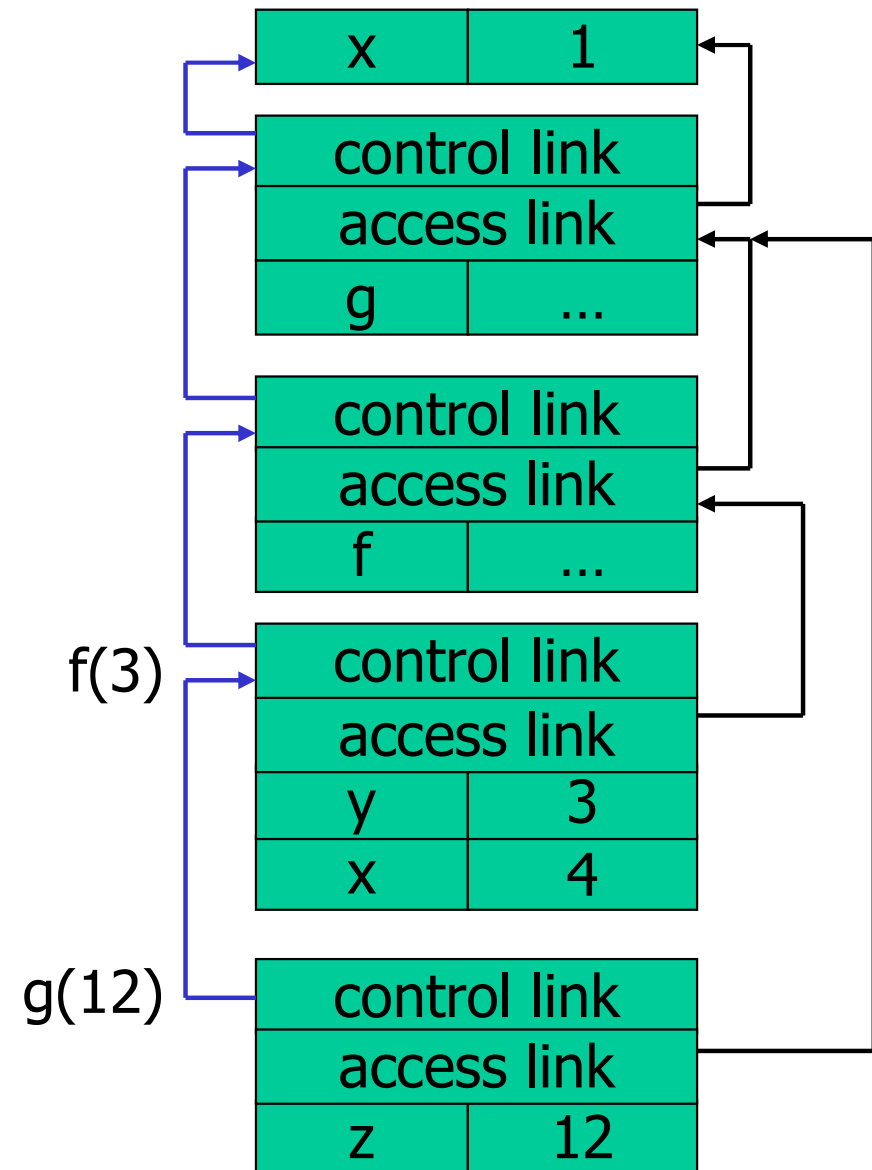 x 1
control link
access link
g ...
control link
access link
f ...
f(3)
control link
access link
y 3
x 4
g(12)
control link
access link
z 12